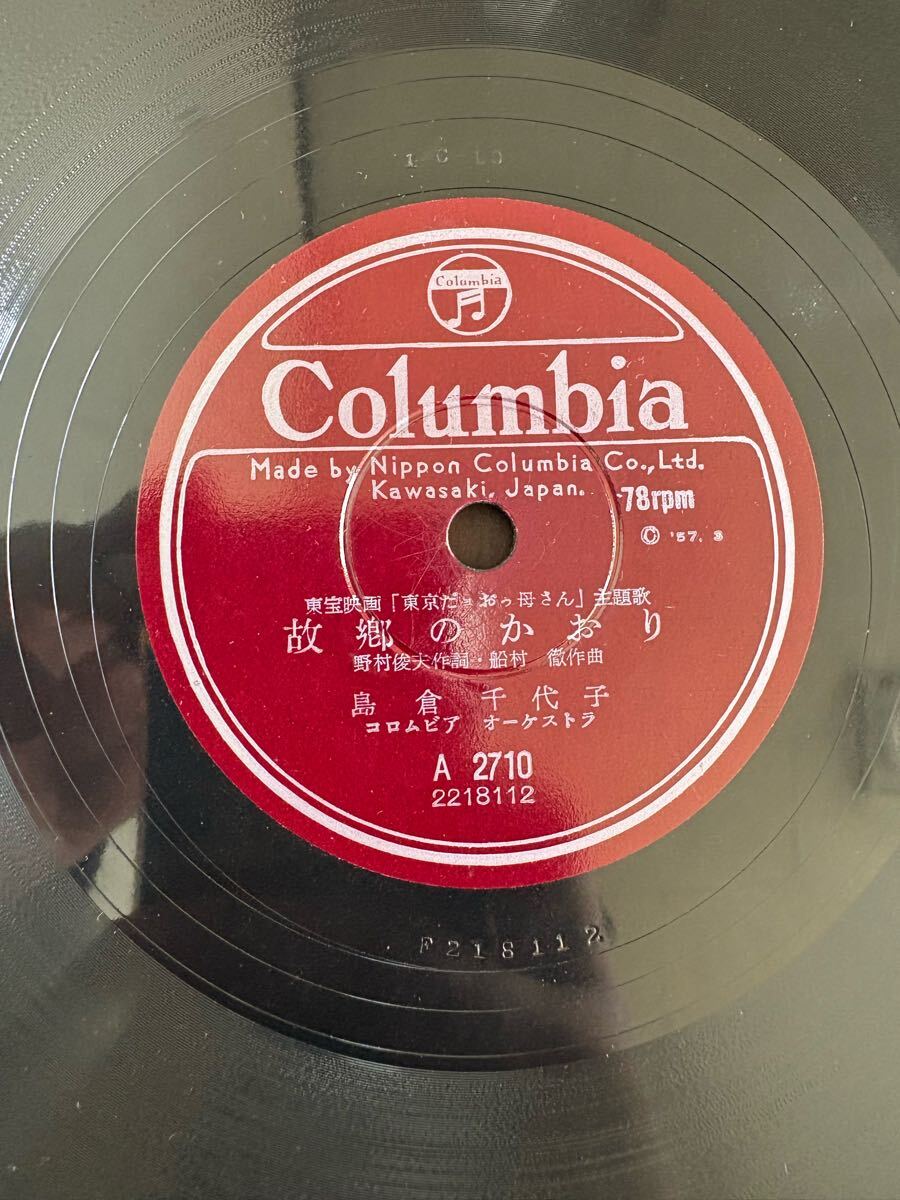 1 C-LO
Columbia
Columbia
Made by Nippon Columbia Co., Ltd.
Kawasaki, Japan.
78rpm
© '57. 3
東宝映画「東京だョおッ母さん」主題歌
故郷のかおり
野村俊夫作詞・船村 徹作曲
島倉 千代子
コロムビア オーケストラ
A 2710
2218112
F218112